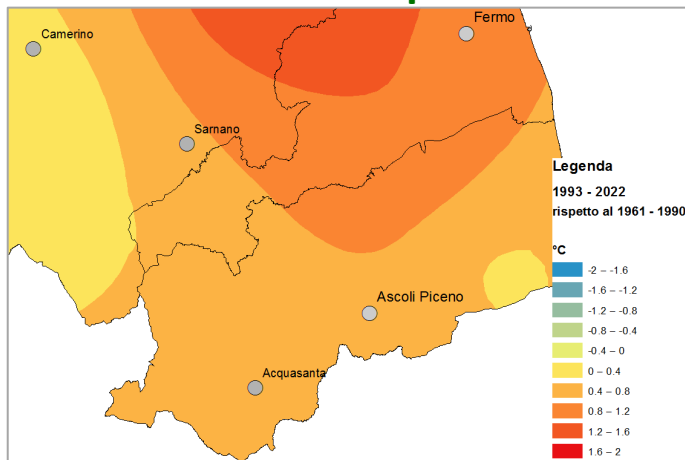 Fermo
Camerino
Sarnano
Legenda
1993 - 2022
rispetto al 1961 - 1990
°C
-2 – -1.6
-1.6 – -1.2
-1.2 – -0.8
-0.8 – -0.4
-0.4 – 0
0 – 0.4
0.4 – 0.8
0.8 – 1.2
1.2 – 1.6
1.6 – 2
Ascoli Piceno
Acquasanta